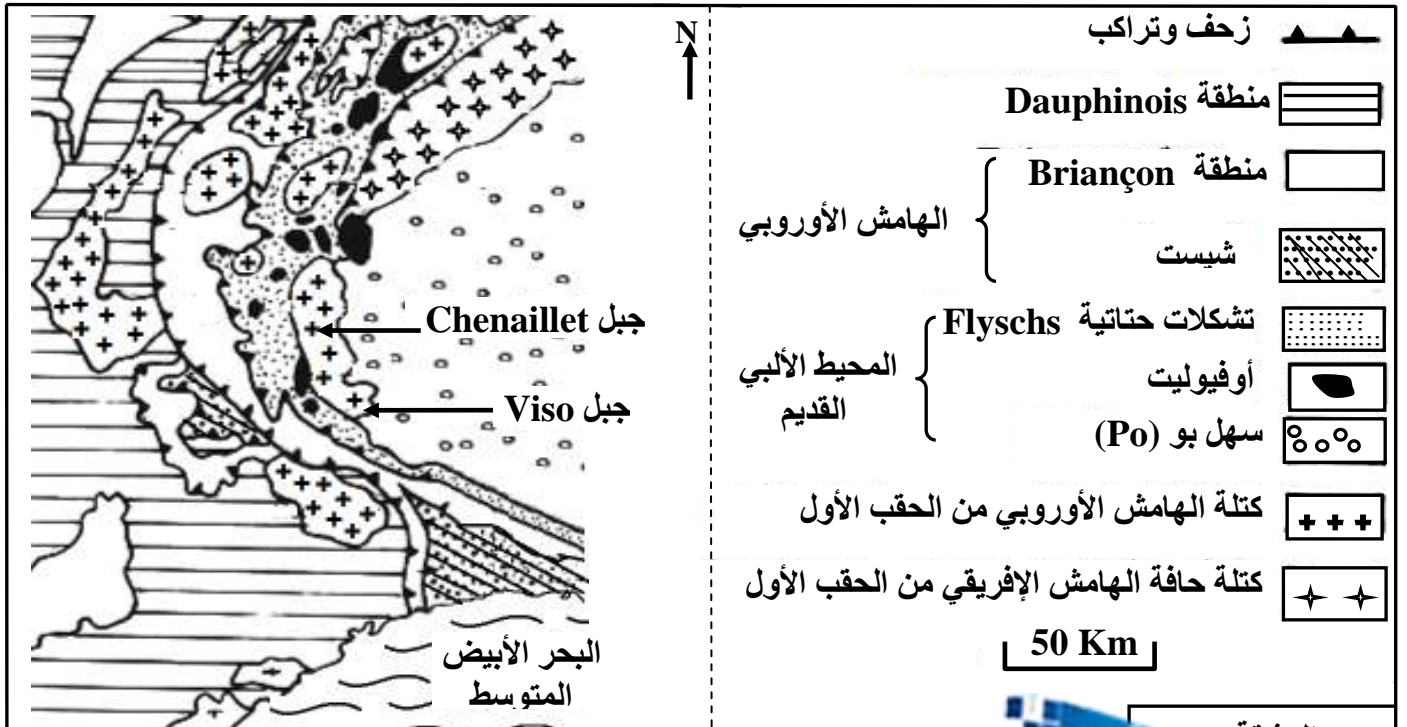 N
جبل Chenaillet
جبل Viso
البحر الأبيض
المتوسط
زحف وتراكب
منطقة Dauphinois
منطقة Briançon
الهامش الأوروبي
شيست
تشكلات حتاتية Flyschs
المحيط الألبي
القديم
أوفيوليت
سهل بو (Po)
كتلة الهامش الأوروبي من الحقب الأول
كتلة حافة الهامش الإفريقي من الحقب الأول
50 Km